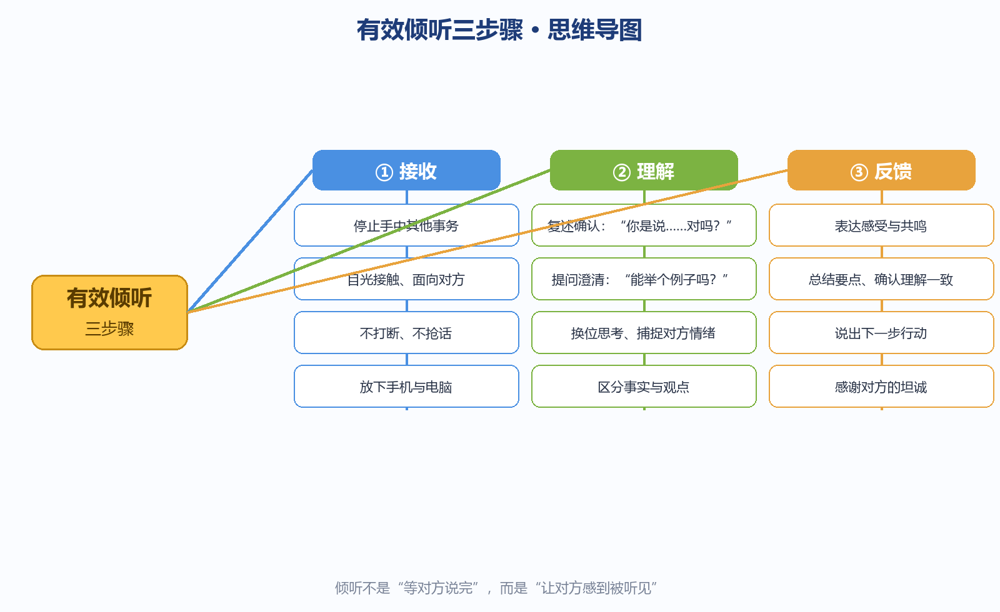 有效倾听三步骤 • 思维导图
有效倾听
三步骤
① 接收
停止手中其他事务
目光接触、面向对方
不打断、不抢话
放下手机与电脑
② 理解
复述确认：“你是说……对吗？”
提问澄清：“能举个例子吗？”
换位思考、捕捉对方情绪
区分事实与观点
③ 反馈
表达感受与共鸣
总结要点、确认理解一致
说出下一步行动
感谢对方的坦诚
倾听不是“等对方说完”，而是“让对方感到被听见”